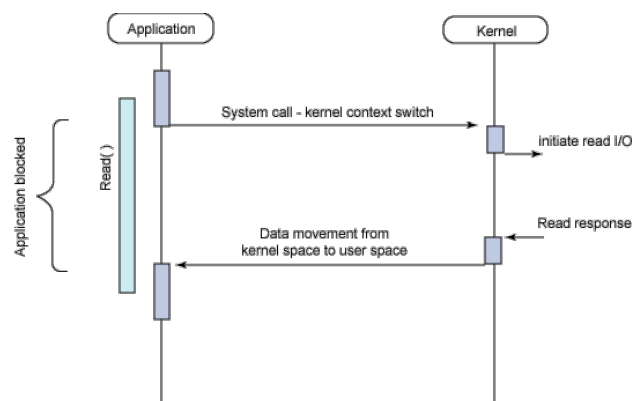 Application
Kernel
System call - kernel context switch
Initiate read I/O
Read( )
Application blocked
Read response
Data movement from
kernel space to user space